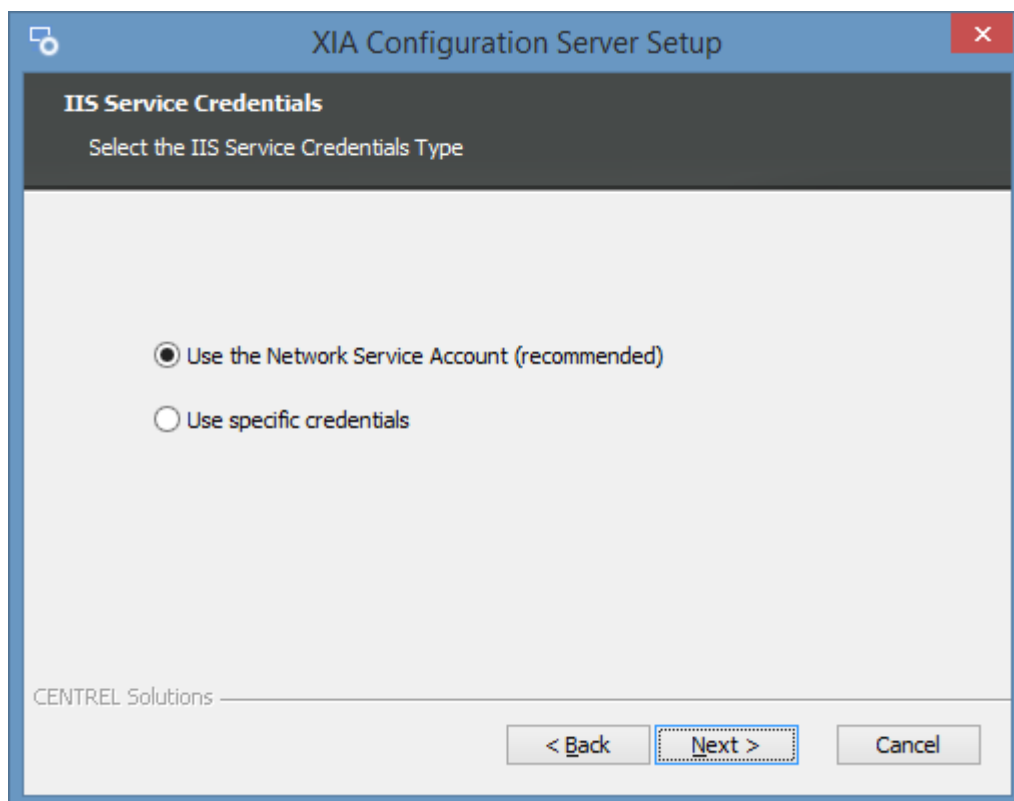 XIA Configuration Server Setup
IIS Service Credentials
Select the IIS Service Credentials Type
Use the Network Service Account (recommended)
Use specific credentials
CENTREL Solutions
< Back
Next >
Cancel